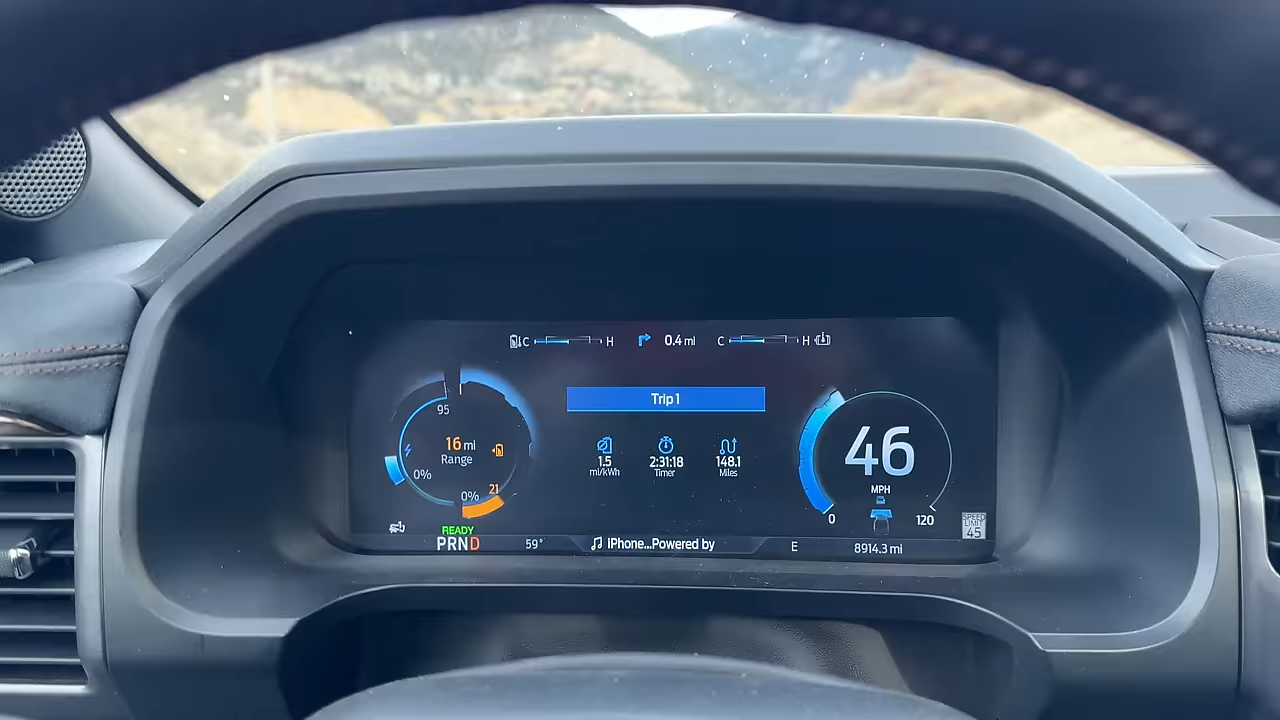 C H 0.4 mi C H
95
16 mi
Range
0%
0% 21
Trip 1
1.5 2:31:18 148.1
mi/kWh Timer Miles
46
MPH
0 120
SPEED
LIMIT
45
READY
PRND 59° iPhone...Powered by E 8914.3 mi